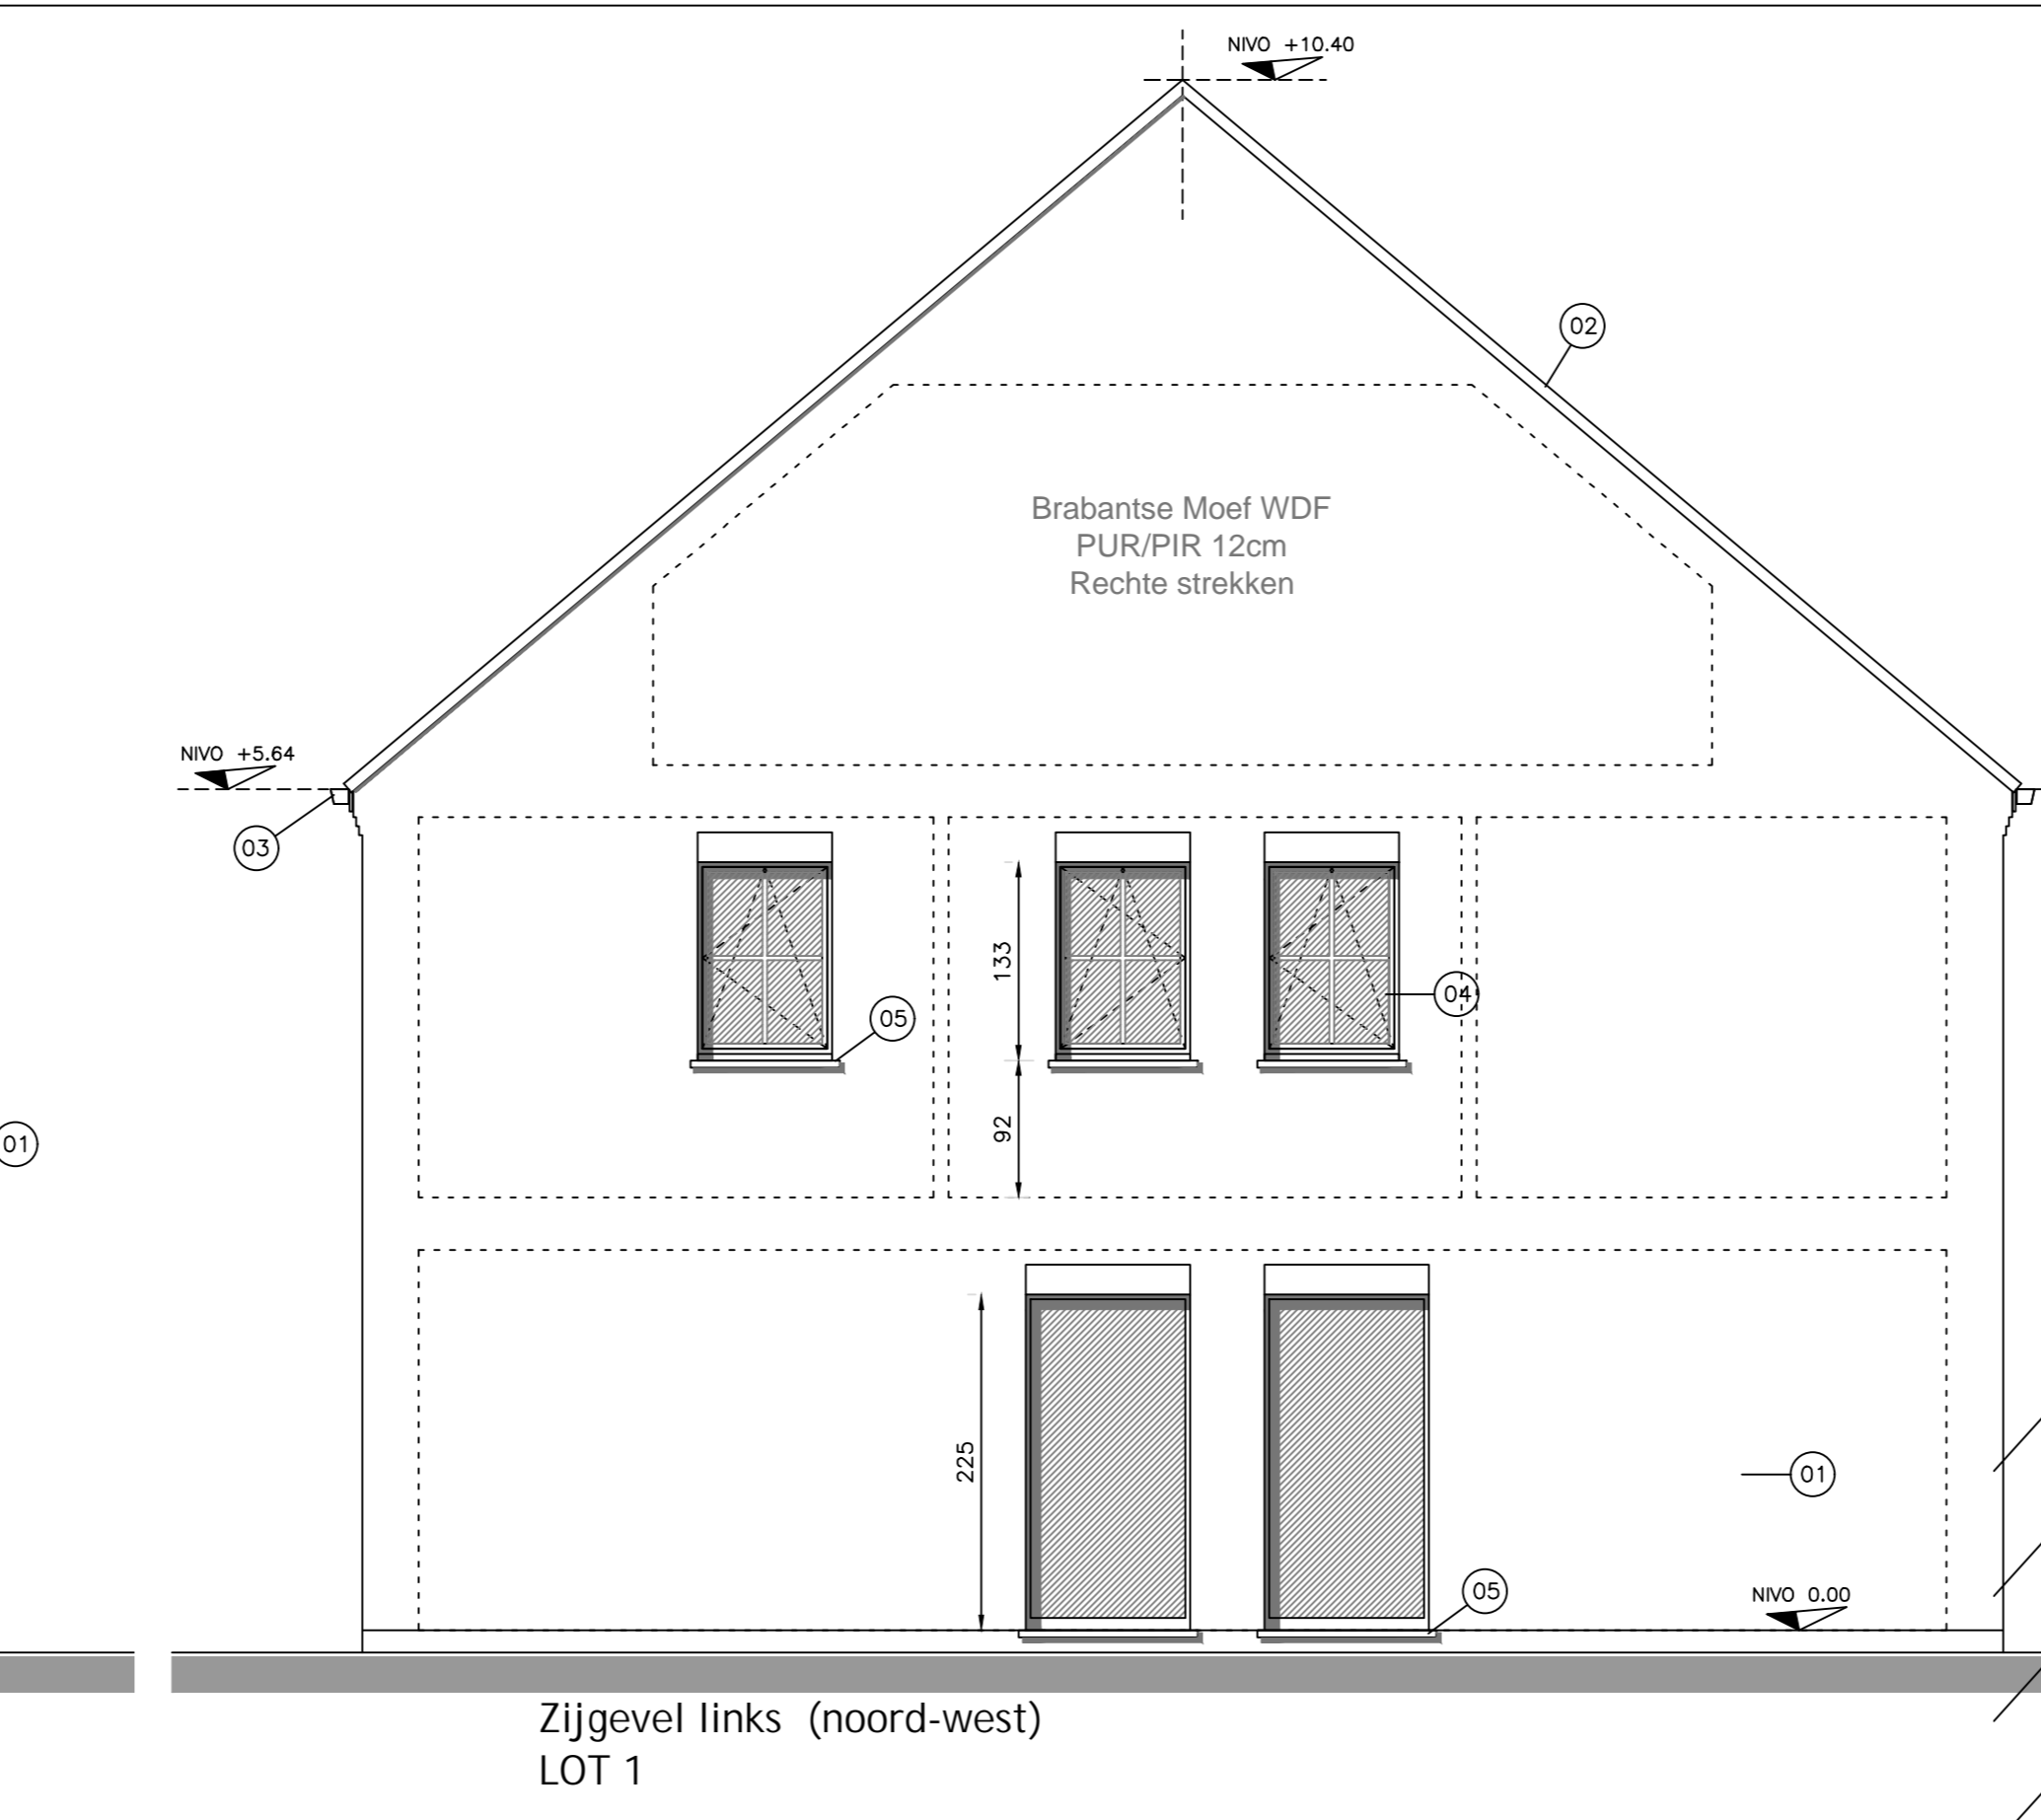 NIVO +10.40
02
Brabantse Moef WDF
PUR/PIR 12cm
Rechte strekken
NIVO +5.64
03
133
04
05
92
01
225
01
05
NIVO 0.00
Zijgevel links (noord-west)
LOT 1